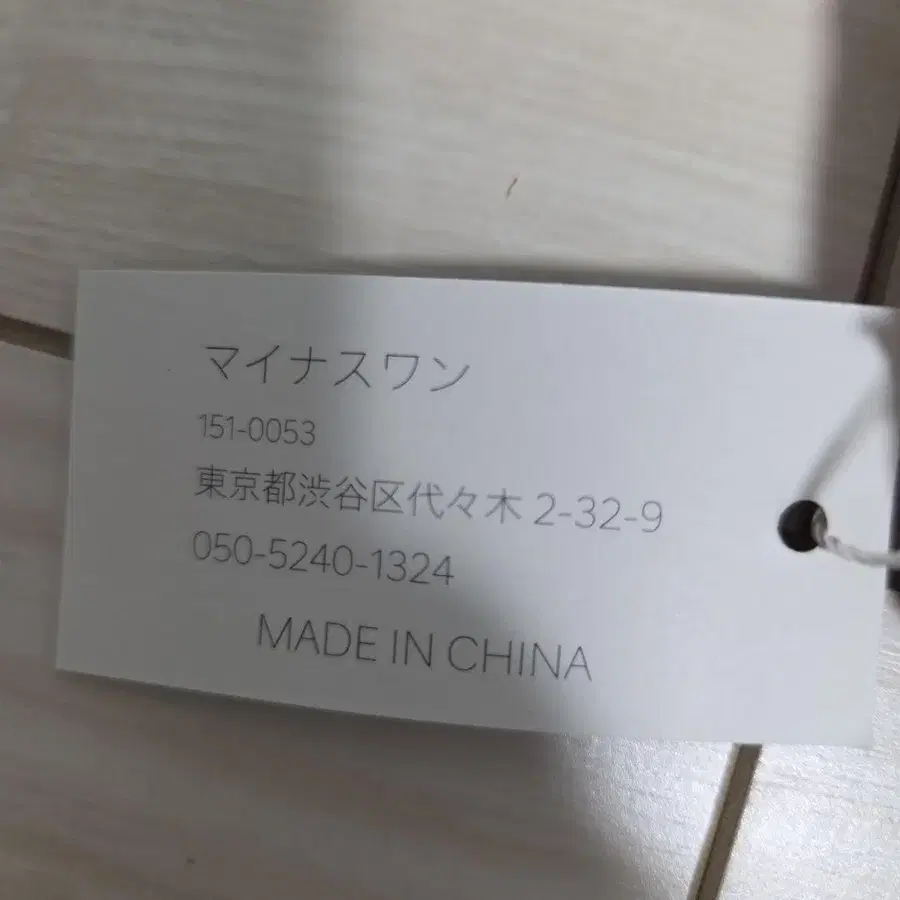 マイナスワン
151-0053
東京都渋谷区代々木 2-32-9
050-5240-1324
MADE IN CHINA